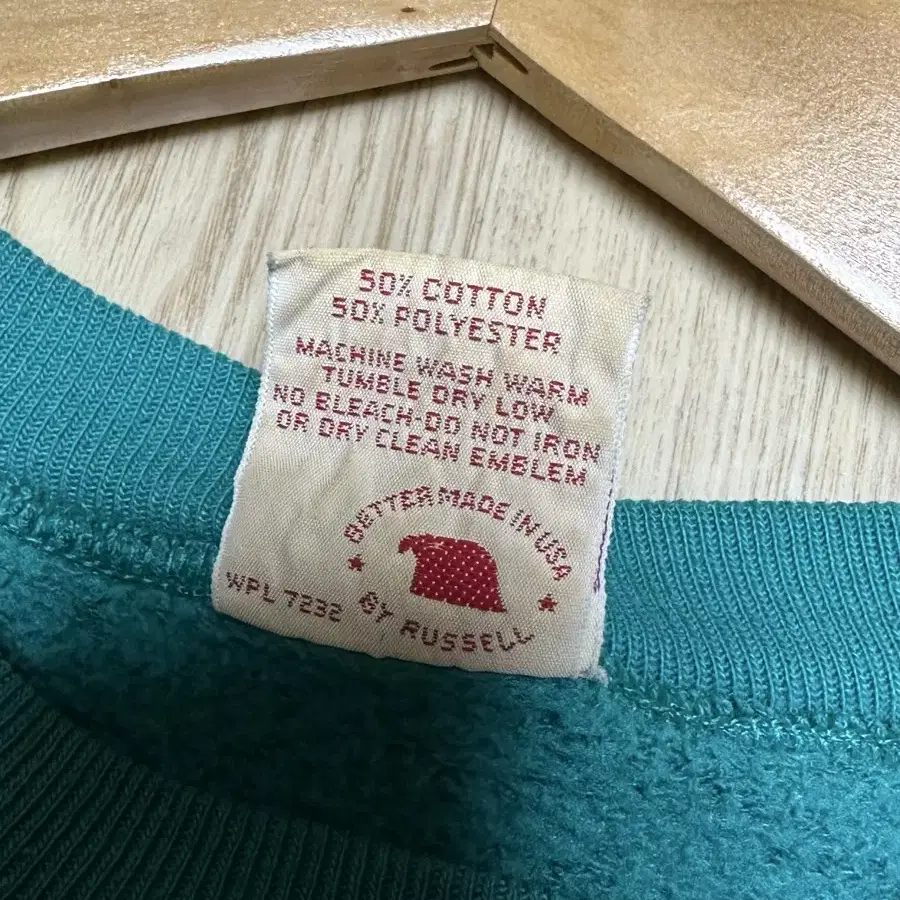 50% COTTON
50% POLYESTER
MACHINE WASH WARM
TUMBLE DRY LOW
NO BLEACH-DO NOT IRON
OR DRY CLEAN EMBLEM
BETTER MADE IN USA
BY RUSSELL
WPL 7232